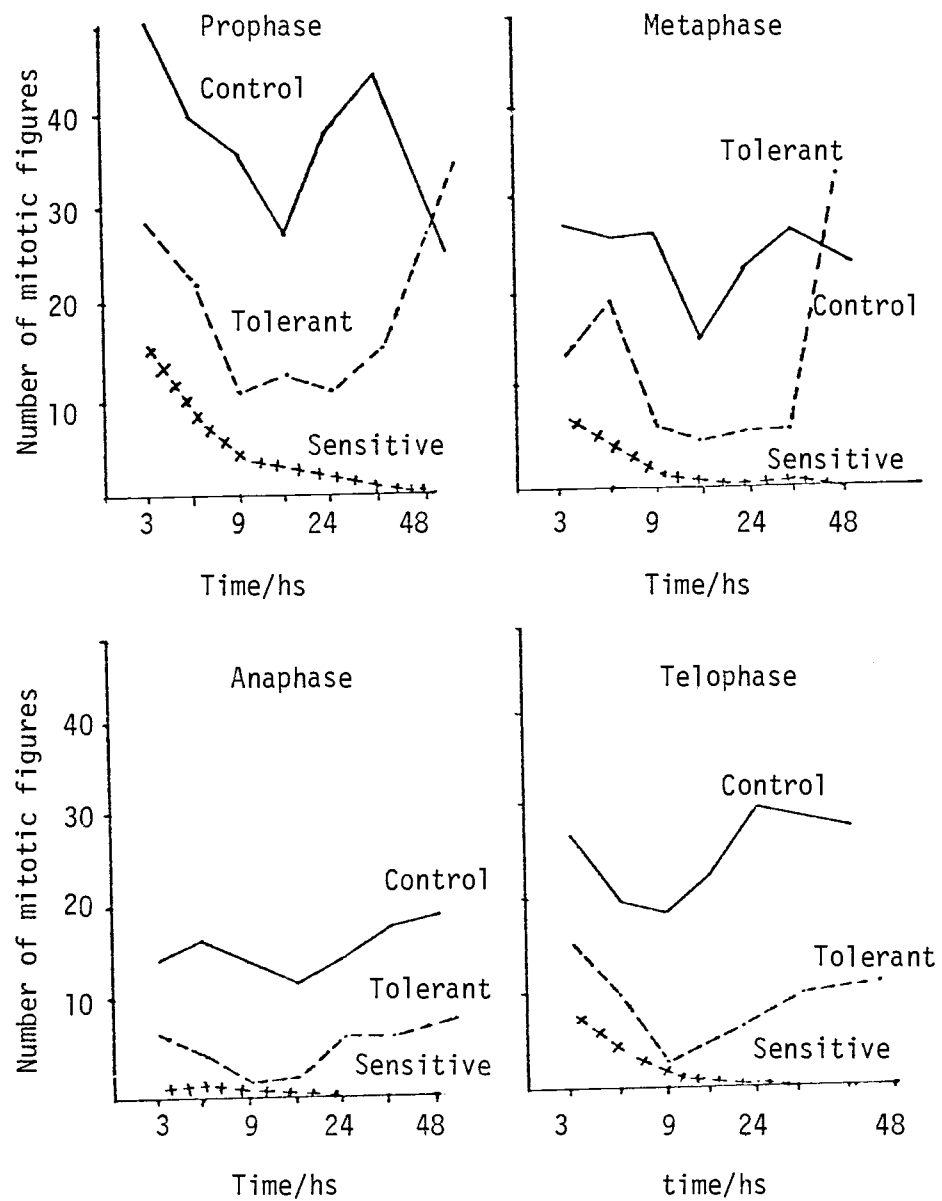 Prophase
Control
Tolerant
Sensitive
Number of mitotic figures
40
30
20
10
3 9 24 48
Time/hs
Metaphase
Tolerant
Control
Sensitive
3 9 24 48
Time/hs
Anaphase
Control
Tolerant
Sensitive
Number of mitotic figures
40
30
20
10
3 9 24 48
Time/hs
Telophase
Control
Tolerant
Sensitive
3 9 24 48
time/hs